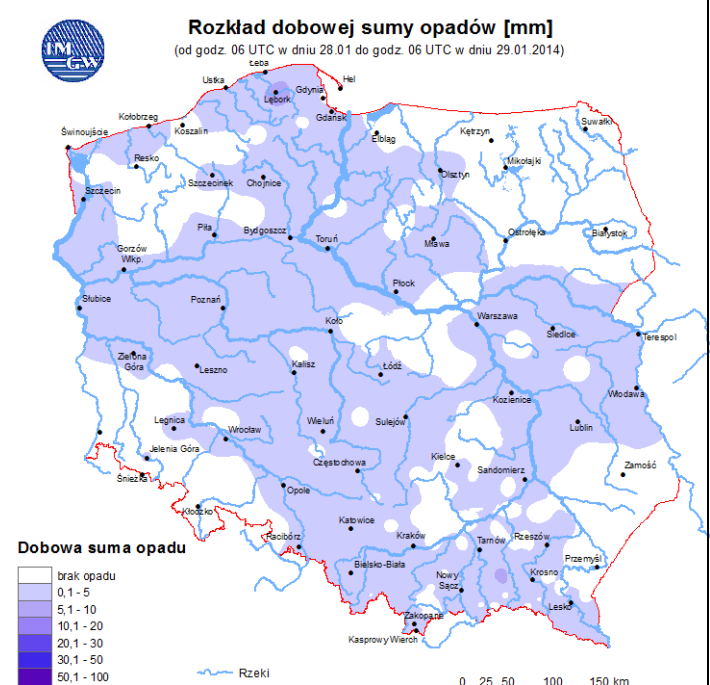 IM
GW
Rozkład dobowej sumy opadów [mm]
(od godz. 06 UTC w dniu 28.01 do godz. 06 UTC w dniu 29.01.2014)
Łeba
Ustka
Hel
Gdynia
Lębork
Gdańsk
Kołobrzeg
Koszalin
Suwałki
Świnoujście
Elbląg
Kętrzyn
Resko
Mikołajki
Szczecinek
Chojnice
Olsztyn
Szczecin
Piła
Bydgoszcz
Toruń
Mława
Ostrołęka
Białystok
Gorzów
Wlkp.
Płock
Słubice
Poznań
Koło
Warszawa
Siedlce
Terespol
Zielona
Góra
Leszno
Kalisz
Łódź
Kozienice
Włodawa
Legnica
Wrocław
Wieluń
Sulejów
Lublin
Jelenia Góra
Częstochowa
Kielce
Sandomierz
Zamość
Śnieżka
Opole
Kłodzko
Katowice
Racibórz
Kraków
Tarnów
Rzeszów
Przemyśl
Bielsko-Biała
Nowy
Sącz
Krosno
Lesko
Zakopane
Kasprowy Wierch
Dobowa suma opadu
brak opadu
0,1 - 5
5,1 - 10
10,1 - 20
20,1 - 30
30,1 - 50
50,1 - 100
Rzeki
0 25 50 100 150 km